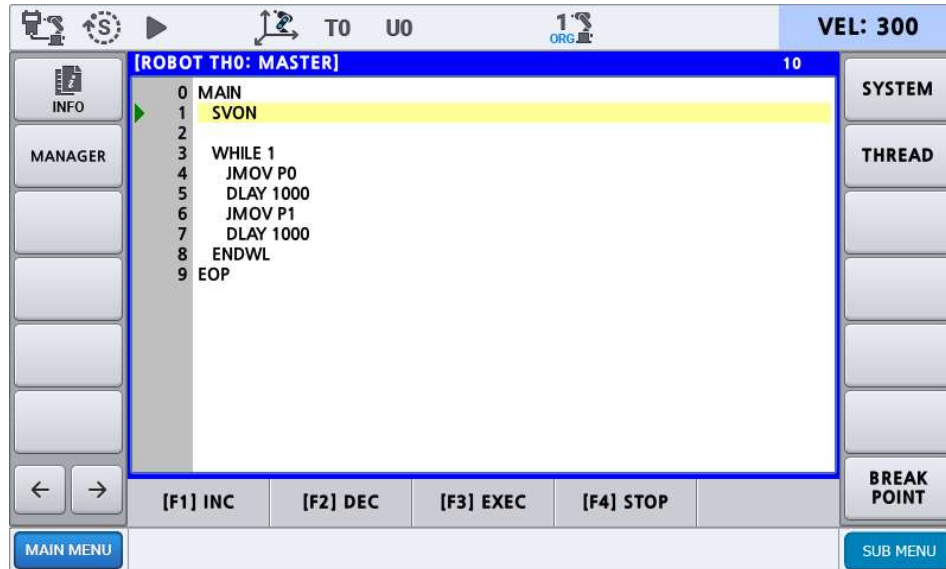 (S)
T0
U0
1
ORG
VEL: 300
INFO
MANAGER
[ROBOT TH0: MASTER] 10
0 MAIN
1 SVON
2
3 WHILE 1
4 JMOV P0
5 DLAY 1000
6 JMOV P1
7 DLAY 1000
8 ENDWL
9 EOP
SYSTEM
THREAD
BREAK
POINT
← →
[F1] INC [F2] DEC [F3] EXEC [F4] STOP
MAIN MENU
SUB MENU